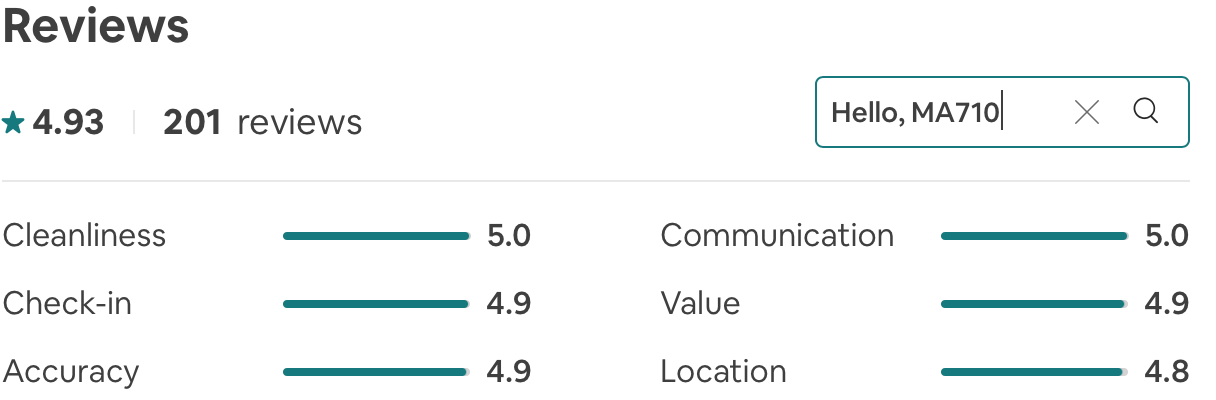 Reviews
4.93 201 reviews
Hello, MA710
Cleanliness 5.0
Communication 5.0
Check-in 4.9
Value 4.9
Accuracy 4.9
Location 4.8